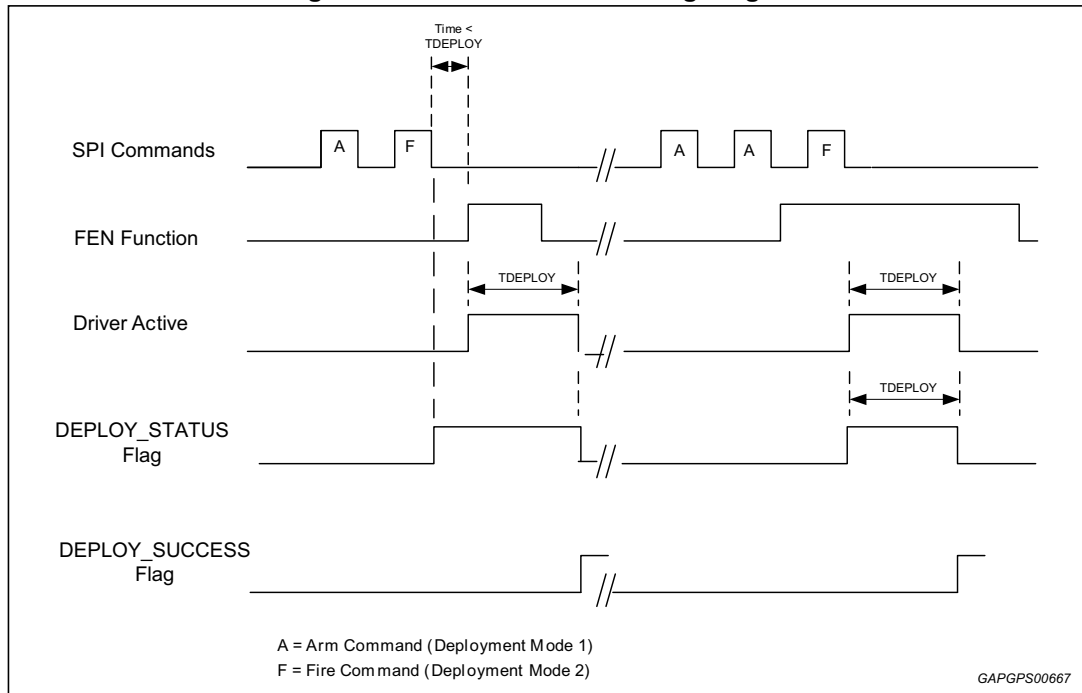 Time <
TDEPLOY
SPI Commands
A
F
A
A
F
FEN Function
TDEPLOY
TDEPLOY
Driver Active
TDEPLOY
DEPLOY_STATUS
Flag
DEPLOY_SUCCESS
Flag
A = Arm Command (Deployment Mode 1)
F = Fire Command (Deployment Mode 2)
GAPGPS00667